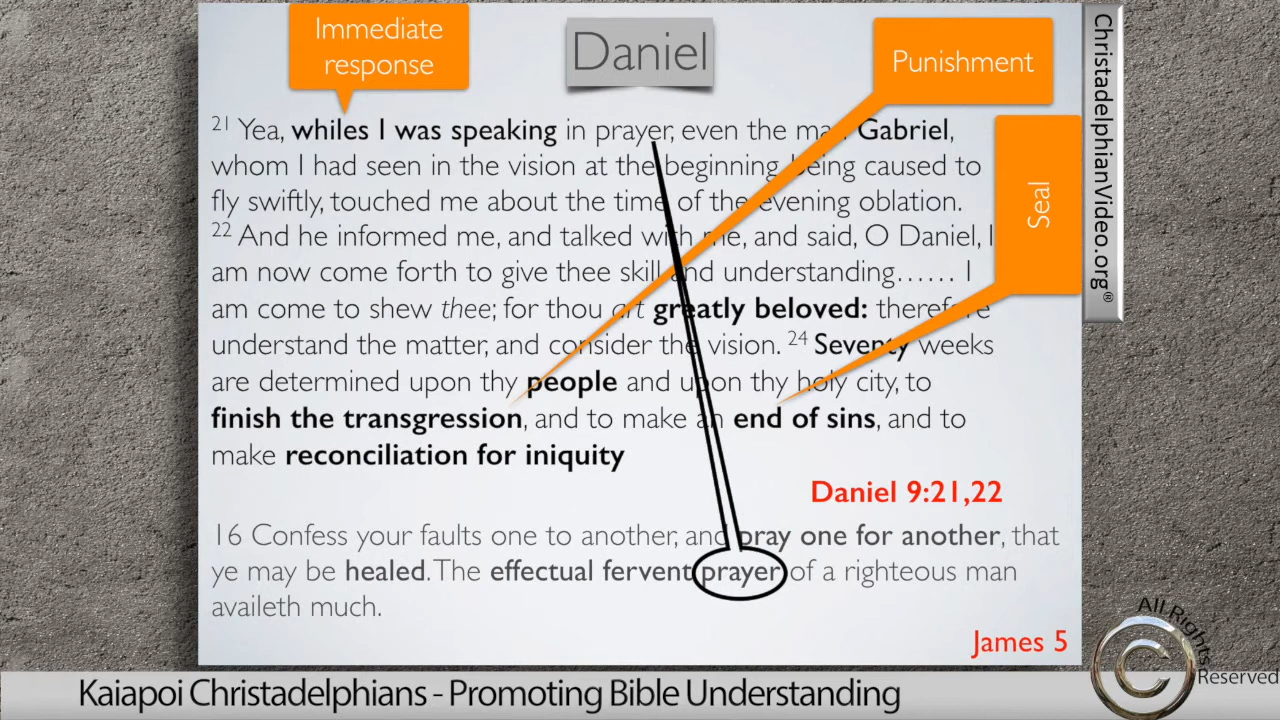 Immediate
response
Daniel
Punishment
Seal
21 Yea, whiles I was speaking in prayer, even the man Gabriel,
whom I had seen in the vision at the beginning, being caused to
fly swiftly, touched me about the time of the evening oblation.
22 And he informed me, and talked with me, and said, O Daniel, I
am now come forth to give thee skill and understanding…… I
am come to shew thee; for thou art greatly beloved: therefore
understand the matter, and consider the vision. 24 Seventy weeks
are determined upon thy people and upon thy holy city, to
finish the transgression, and to make an end of sins, and to
make reconciliation for iniquity
Daniel 9:21,22
16 Confess your faults one to another, and pray one for another, that
ye may be healed. The effectual fervent prayer of a righteous man
availeth much.
James 5
ChristadelphianVideo.org®
All Rights
C
Reserved
Kaiapoi Christadelphians - Promoting Bible Understanding